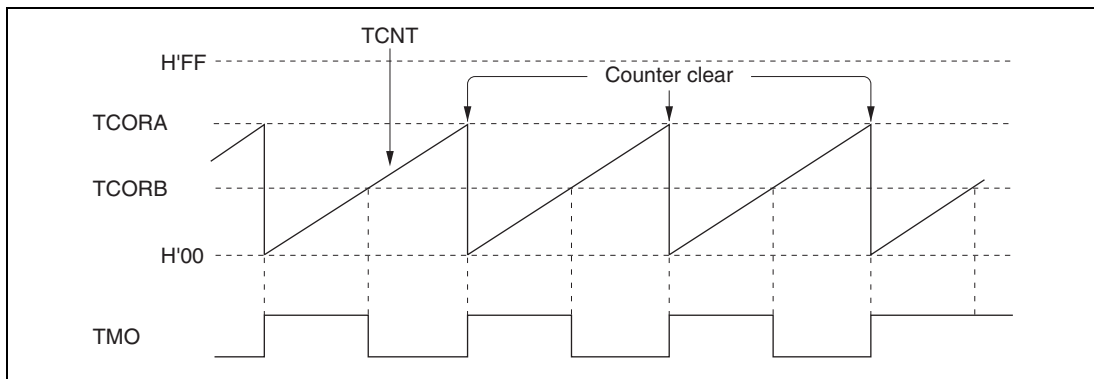 TCNT
H'FF
Counter clear
TCORA
TCORB
H'00
TMO